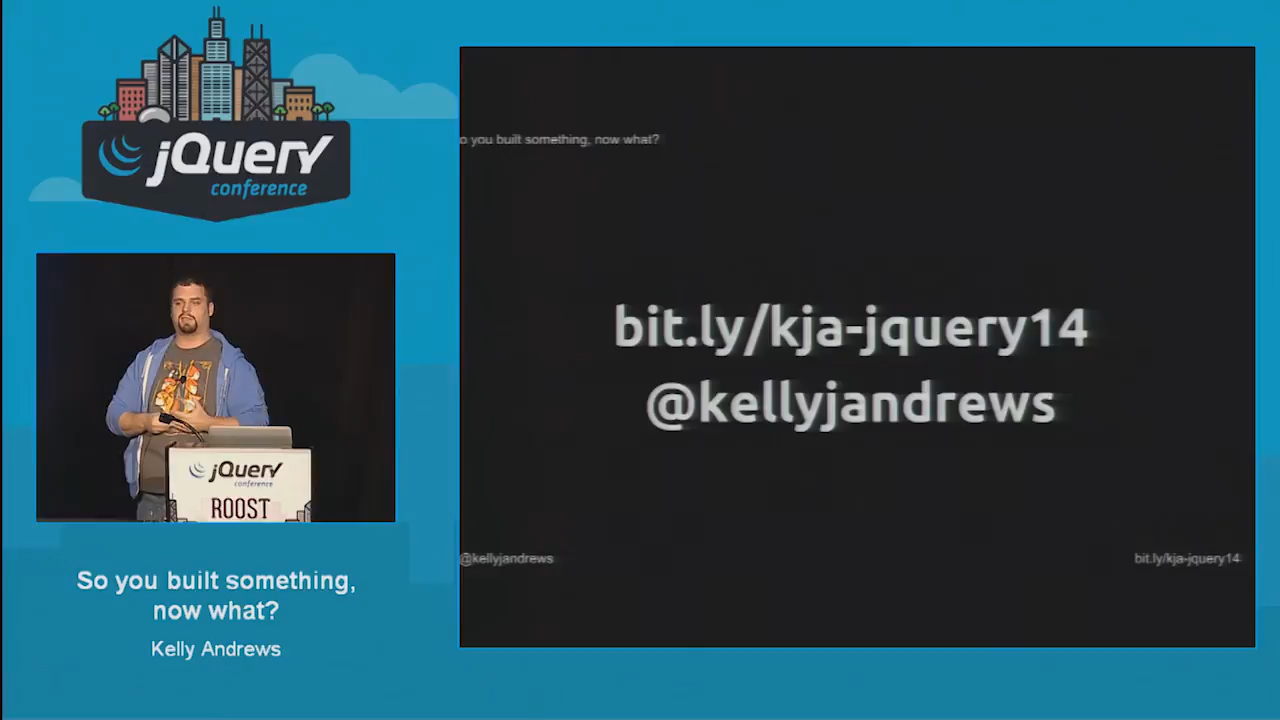 jQuery
conference
jQuery
conference
ROOST
So you built something,
now what?
Kelly Andrews
o you built something, now what?
bit.ly/kja-jquery14
@kellyjandrews
@kellyjandrews
bit.ly/kja-jquery14